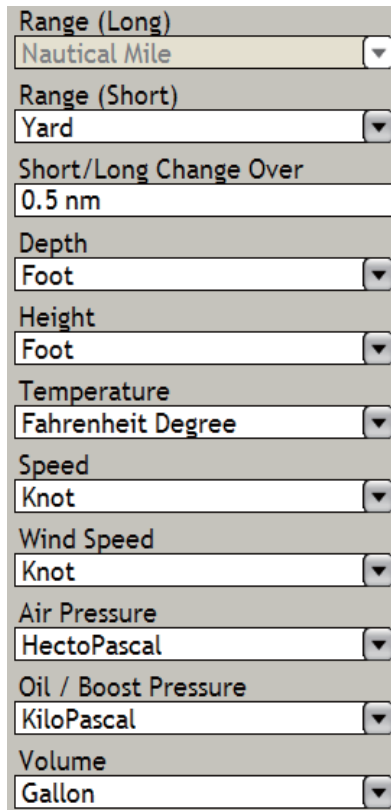 Range (Long)
Nautical Mile
Range (Short)
Yard
Short/Long Change Over
0.5 nm
Depth
Foot
Height
Foot
Temperature
Fahrenheit Degree
Speed
Knot
Wind Speed
Knot
Air Pressure
HectoPascal
Oil / Boost Pressure
KiloPascal
Volume
Gallon